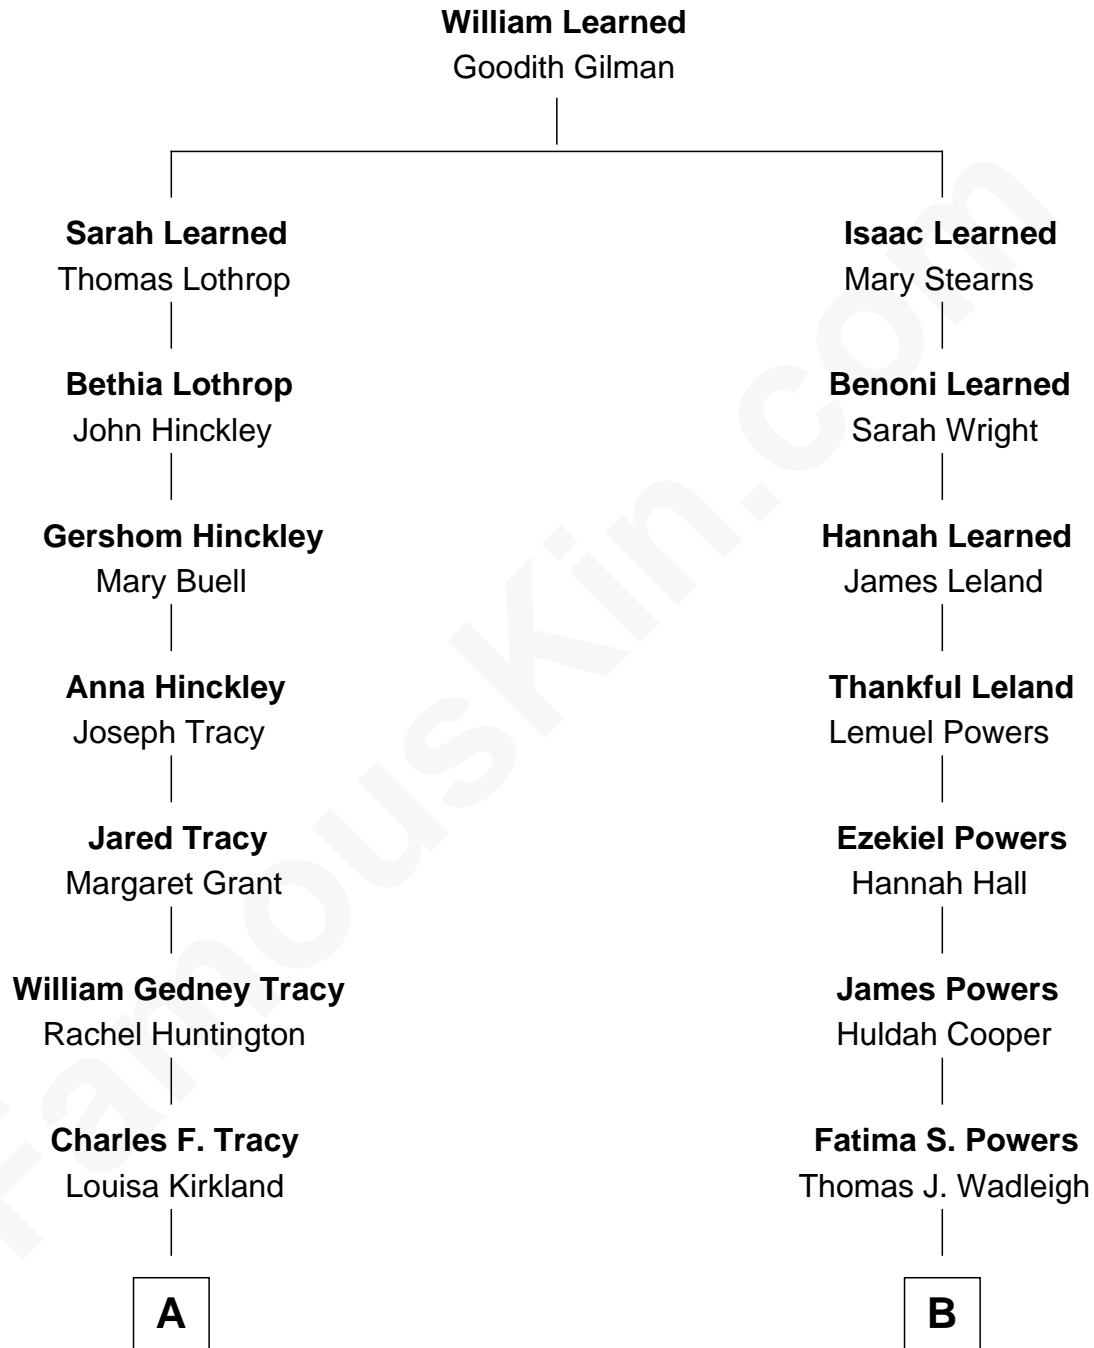 William Learned
Goodith Gilman
Sarah Learned
Thomas Lothrop
Isaac Learned
Mary Stearns
Bethia Lothrop
John Hinckley
Benoni Learned
Sarah Wright
Gershom Hinckley
Mary Buell
Hannah Learned
James Leland
Anna Hinckley
Joseph Tracy
Thankful Leland
Lemuel Powers
Jared Tracy
Margaret Grant
Ezekiel Powers
Hannah Hall
William Gedney Tracy
Rachel Huntington
James Powers
Huldah Cooper
Charles F. Tracy
Louisa Kirkland
Fatima S. Powers
Thomas J. Wadleigh
A
B
FamousKin.com